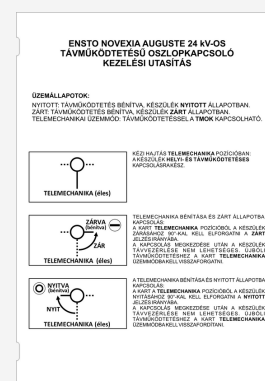 ENSTO NOVEXIA AUGUSTE 24 kV-OS
TÁVMŰKÖDTETÉSŰ OSZLOPKAPCSOLÓ
KEZELÉSI UTASÍTÁS
ÜZEMÁLLAPOTOK:
NYITOTT: TÁVMŰKÖDTETÉS BÉNÍTVA, KÉSZÜLÉK NYITOTT ÁLLAPOTBAN.
ZÁRT: TÁVMŰKÖDTETÉS BÉNÍTVA, KÉSZÜLÉK ZÁRT ÁLLAPOTBAN.
TELEMECHANIKAI ÜZEMMÓD: TÁVMŰKÖDTETÉSSEL A TMOK KAPCSOLHATÓ.
TELEMECHANIKA (éles)
KÉZI HAJTÁS TELEMECHANIKA POZÍCIÓBAN:
A KÉSZÜLÉK HELYI- ÉS TÁVMŰKÖDTETÉSES
KAPCSOLÁSRA KÉSZ.
ZÁRVA
(bénítva)
ZÁR
TELEMECHANIKA (éles)
TELEMECHANIKA BÉNÍTÁSA ÉS ZÁRT ÁLLAPOTBA
KAPCSOLÁS:
A KART TELEMECHANIKA POZÍCIÓBÓL A KÉSZÜLÉK
ZÁRÁSÁHOZ 90°-KAL KELL ELFORGATNI A ZÁRT
JELZÉS IRÁNYÁBA.
A KAPCSOLÁS MEGKEZDÉSE UTÁN A KÉSZÜLÉK
TÁVVEZÉRLÉSE NEM LEHETSÉGES. ÚJBÓLI
TÁVMŰKÖDTETÉSHEZ A KART TELEMECHANIKA
ÜZEMMÓDBA KELL VISSZAFORGATNI.
NYITVA
(bénítva)
NYIT
TELEMECHANIKA (éles)
A TELEMECHANIKA BÉNÍTÁSA ÉS NYITOTT ÁLLAPOTBA
KAPCSOLÁS:
A KART A TELEMECHANIKA POZÍCIÓBÓL A KÉSZÜLÉK
NYITÁSÁHOZ 90°-KAL KELL ELFORGATNI A NYITOTT
JELZÉS IRÁNYÁBA.
A KAPCSOLÁS MEGKEZDÉSE UTÁN A KÉSZÜLÉK
TÁVVEZÉRLÉSE NEM LEHETSÉGES. ÚJBÓLI
TÁVMŰKÖDTETÉSHEZ A KART TELEMECHANIKA
ÜZEMMÓDBA KELL VISSZAFORDÍTANI.